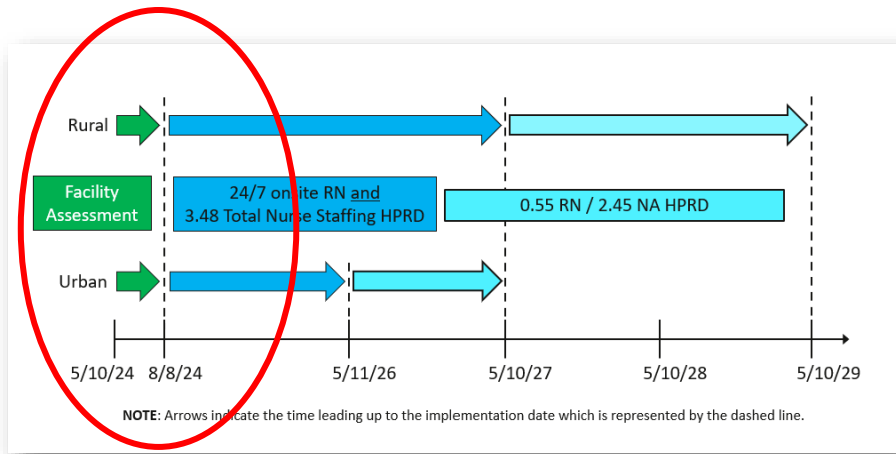 Rural
Facility
Assessment
24/7 onsite RN and
3.48 Total Nurse Staffing HPRD
0.55 RN / 2.45 NA HPRD
Urban
5/10/24 8/8/24 5/11/26 5/10/27 5/10/28 5/10/29
NOTE: Arrows indicate the time leading up to the implementation date which is represented by the dashed line.